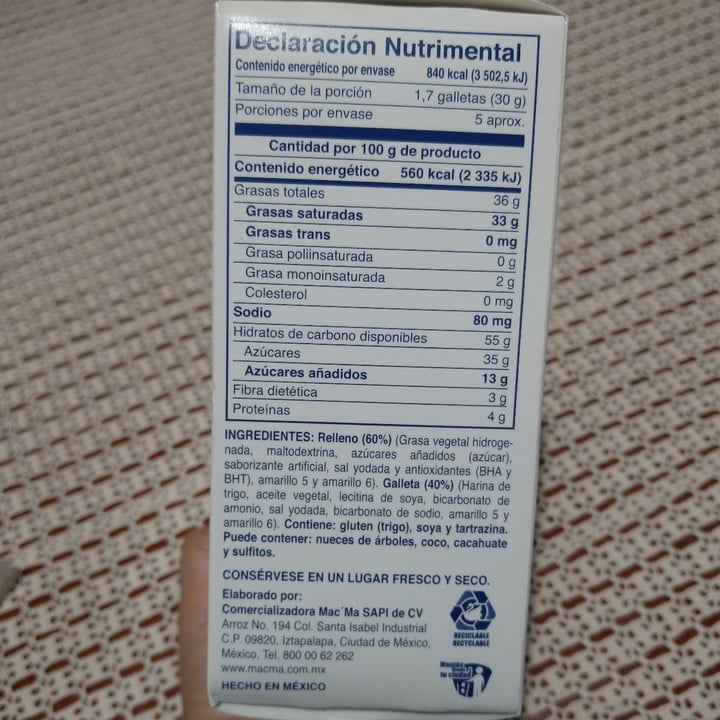 Declaración Nutrimental
Contenido energético por envase 840 kcal (3 502,5 kJ)
Tamaño de la porción 1,7 galletas (30 g)
Porciones por envase 5 aprox.
Cantidad por 100 g de producto
Contenido energético 560 kcal (2 335 kJ)
Grasas totales 36 g
Grasas saturadas 33 g
Grasas trans 0 mg
Grasa poliinsaturada 0 g
Grasa monoinsaturada 2 g
Colesterol 0 mg
Sodio 80 mg
Hidratos de carbono disponibles 55 g
Azúcares 35 g
Azúcares añadidos 13 g
Fibra dietética 3 g
Proteínas 4 g
INGREDIENTES: Relleno (60%) (Grasa vegetal hidroge-
nada, maltodextrina, azúcares añadidos (azúcar),
saborizante artificial, sal yodada y antioxidantes (BHA y
BHT), amarillo 5 y amarillo 6). Galleta (40%) (Harina de
trigo, aceite vegetal, lecitina de soya, bicarbonato de
amonio, sal yodada, bicarbonato de sodio, amarillo 5 y
amarillo 6). Contiene: gluten (trigo), soya y tartrazina.
Puede contener: nueces de árboles, coco, cacahuate
y sulfitos.
CONSÉRVESE EN UN LUGAR FRESCO Y SECO.
Elaborado por:
Comercializadora Mac´Ma SAPI de CV
Arroz No. 194 Col. Santa Isabel Industrial
C.P. 09820, Iztapalapa, Ciudad de México,
México, Tel. 800 00 62 262
www.macma.com.mx
HECHO EN MÉXICO
RECICLABLE
RECYCLABLE
Mantén
limpia
tu ciudad